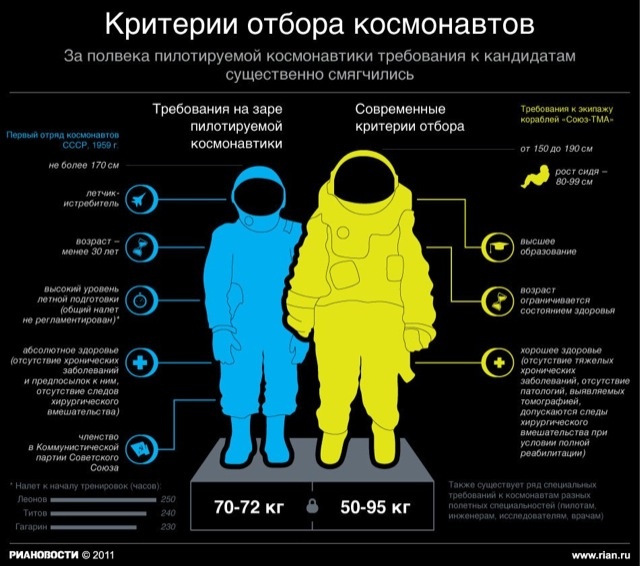 Критерии отбора космонавтов
За полвека пилотируемой космонавтики требования к кандидатам
существенно смягчились
Требования на заре
пилотируемой
космонавтики
Современные
критерии отбора
Требования к экипажу
кораблей «Союз-ТМА»
Первый отряд космонавтов
СССР, 1959 г.
не более 170 см
летчик-
истребитель
возраст –
менее 30 лет
высокий уровень
летной подготовки
(общий налет
не регламентирован)*
абсолютное здоровье
(отсутствие хронических
заболеваний
и предпосылок к ним,
отсутствие следов
хирургического
вмешательства)
членство
в Коммунистической
партии Советского
Союза
от 150 до 190 см
рост сидя –
80-99 см
высшее
образование
возраст
ограничивается
состоянием здоровья
хорошее здоровье
(отсутствие тяжелых
хронических
заболеваний, отсутствие
патологий, выявляемых
томографией,
допускаются следы
хирургического
вмешательства при
условии полной
реабилитации)
* Налет к началу тренировок (часов):
Леонов 250
Титов 240
Гагарин 230
70-72 кг
50-95 кг
Также существует ряд специальных
требований к космонавтам разных
полетных специальностей (пилотам,
инженерам, исследователям, врачам)
РИАНОВОСТИ © 2011
www.rian.ru